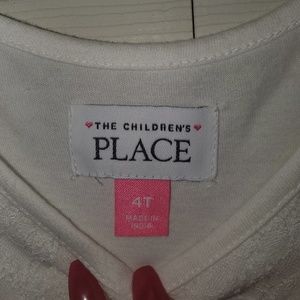 THE CHILDREN'S
PLACE
4T
MADE IN
INDIA